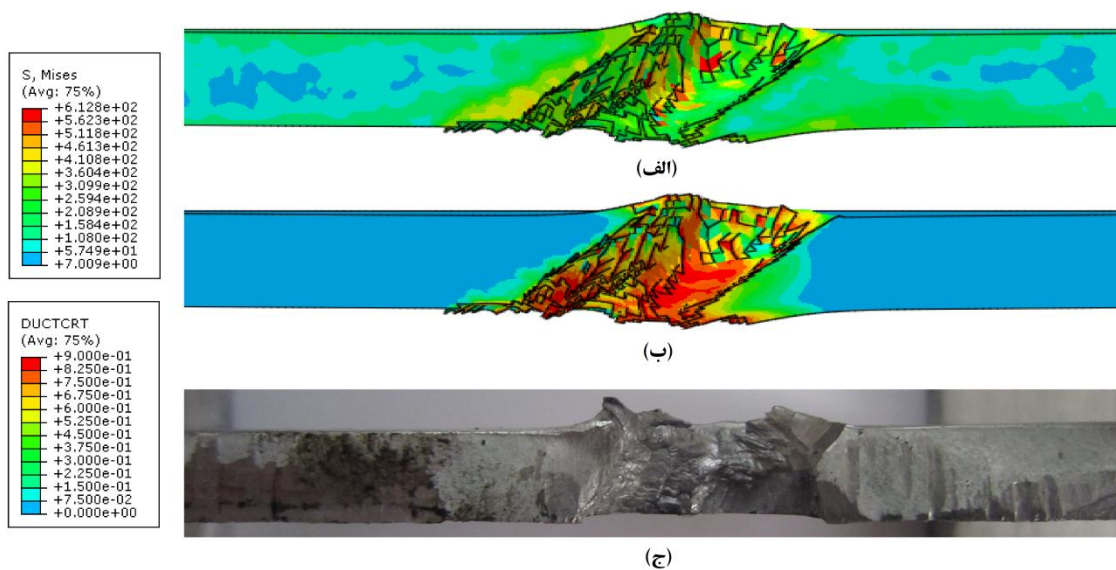 S, Mises
(Avg: 75%)
+6.128e+02
+5.623e+02
+5.118e+02
+4.613e+02
+4.108e+02
+3.604e+02
+3.099e+02
+2.594e+02
+2.089e+02
+1.584e+02
+1.080e+02
+5.749e+01
+7.009e+00
(الف)
DUCTCRT
(Avg: 75%)
+9.000e-01
+8.250e-01
+7.500e-01
+6.750e-01
+6.000e-01
+5.250e-01
+4.500e-01
+3.750e-01
+3.000e-01
+2.250e-01
+1.500e-01
+7.500e-02
+0.000e+00
(ب)
(ج)